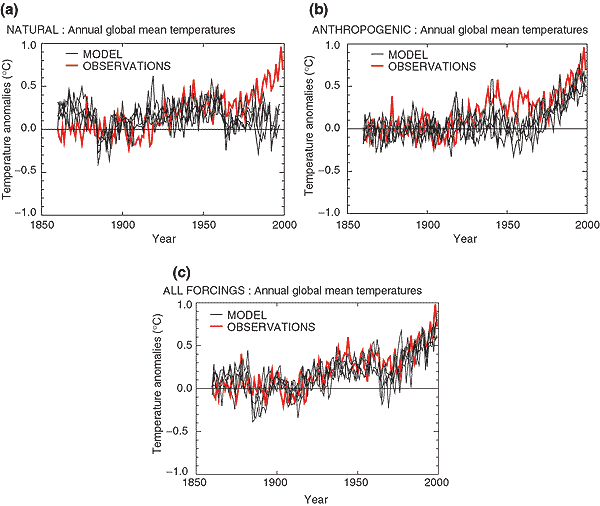 (a)
NATURAL : Annual global mean temperatures
MODEL
OBSERVATIONS
Temperature anomalies (°C)
1.0
0.5
0.0
−0.5
−1.0
1850 1900 1950 2000
Year
(b)
ANTHROPOGENIC : Annual global mean temperatures
MODEL
OBSERVATIONS
Temperature anomalies (°C)
1.0
0.5
0.0
−0.5
−1.0
1850 1900 1950 2000
Year
(c)
ALL FORCINGS : Annual global mean temperatures
MODEL
OBSERVATIONS
Temperature anomalies (°C)
1.0
0.5
0.0
−0.5
−1.0
1850 1900 1950 2000
Year